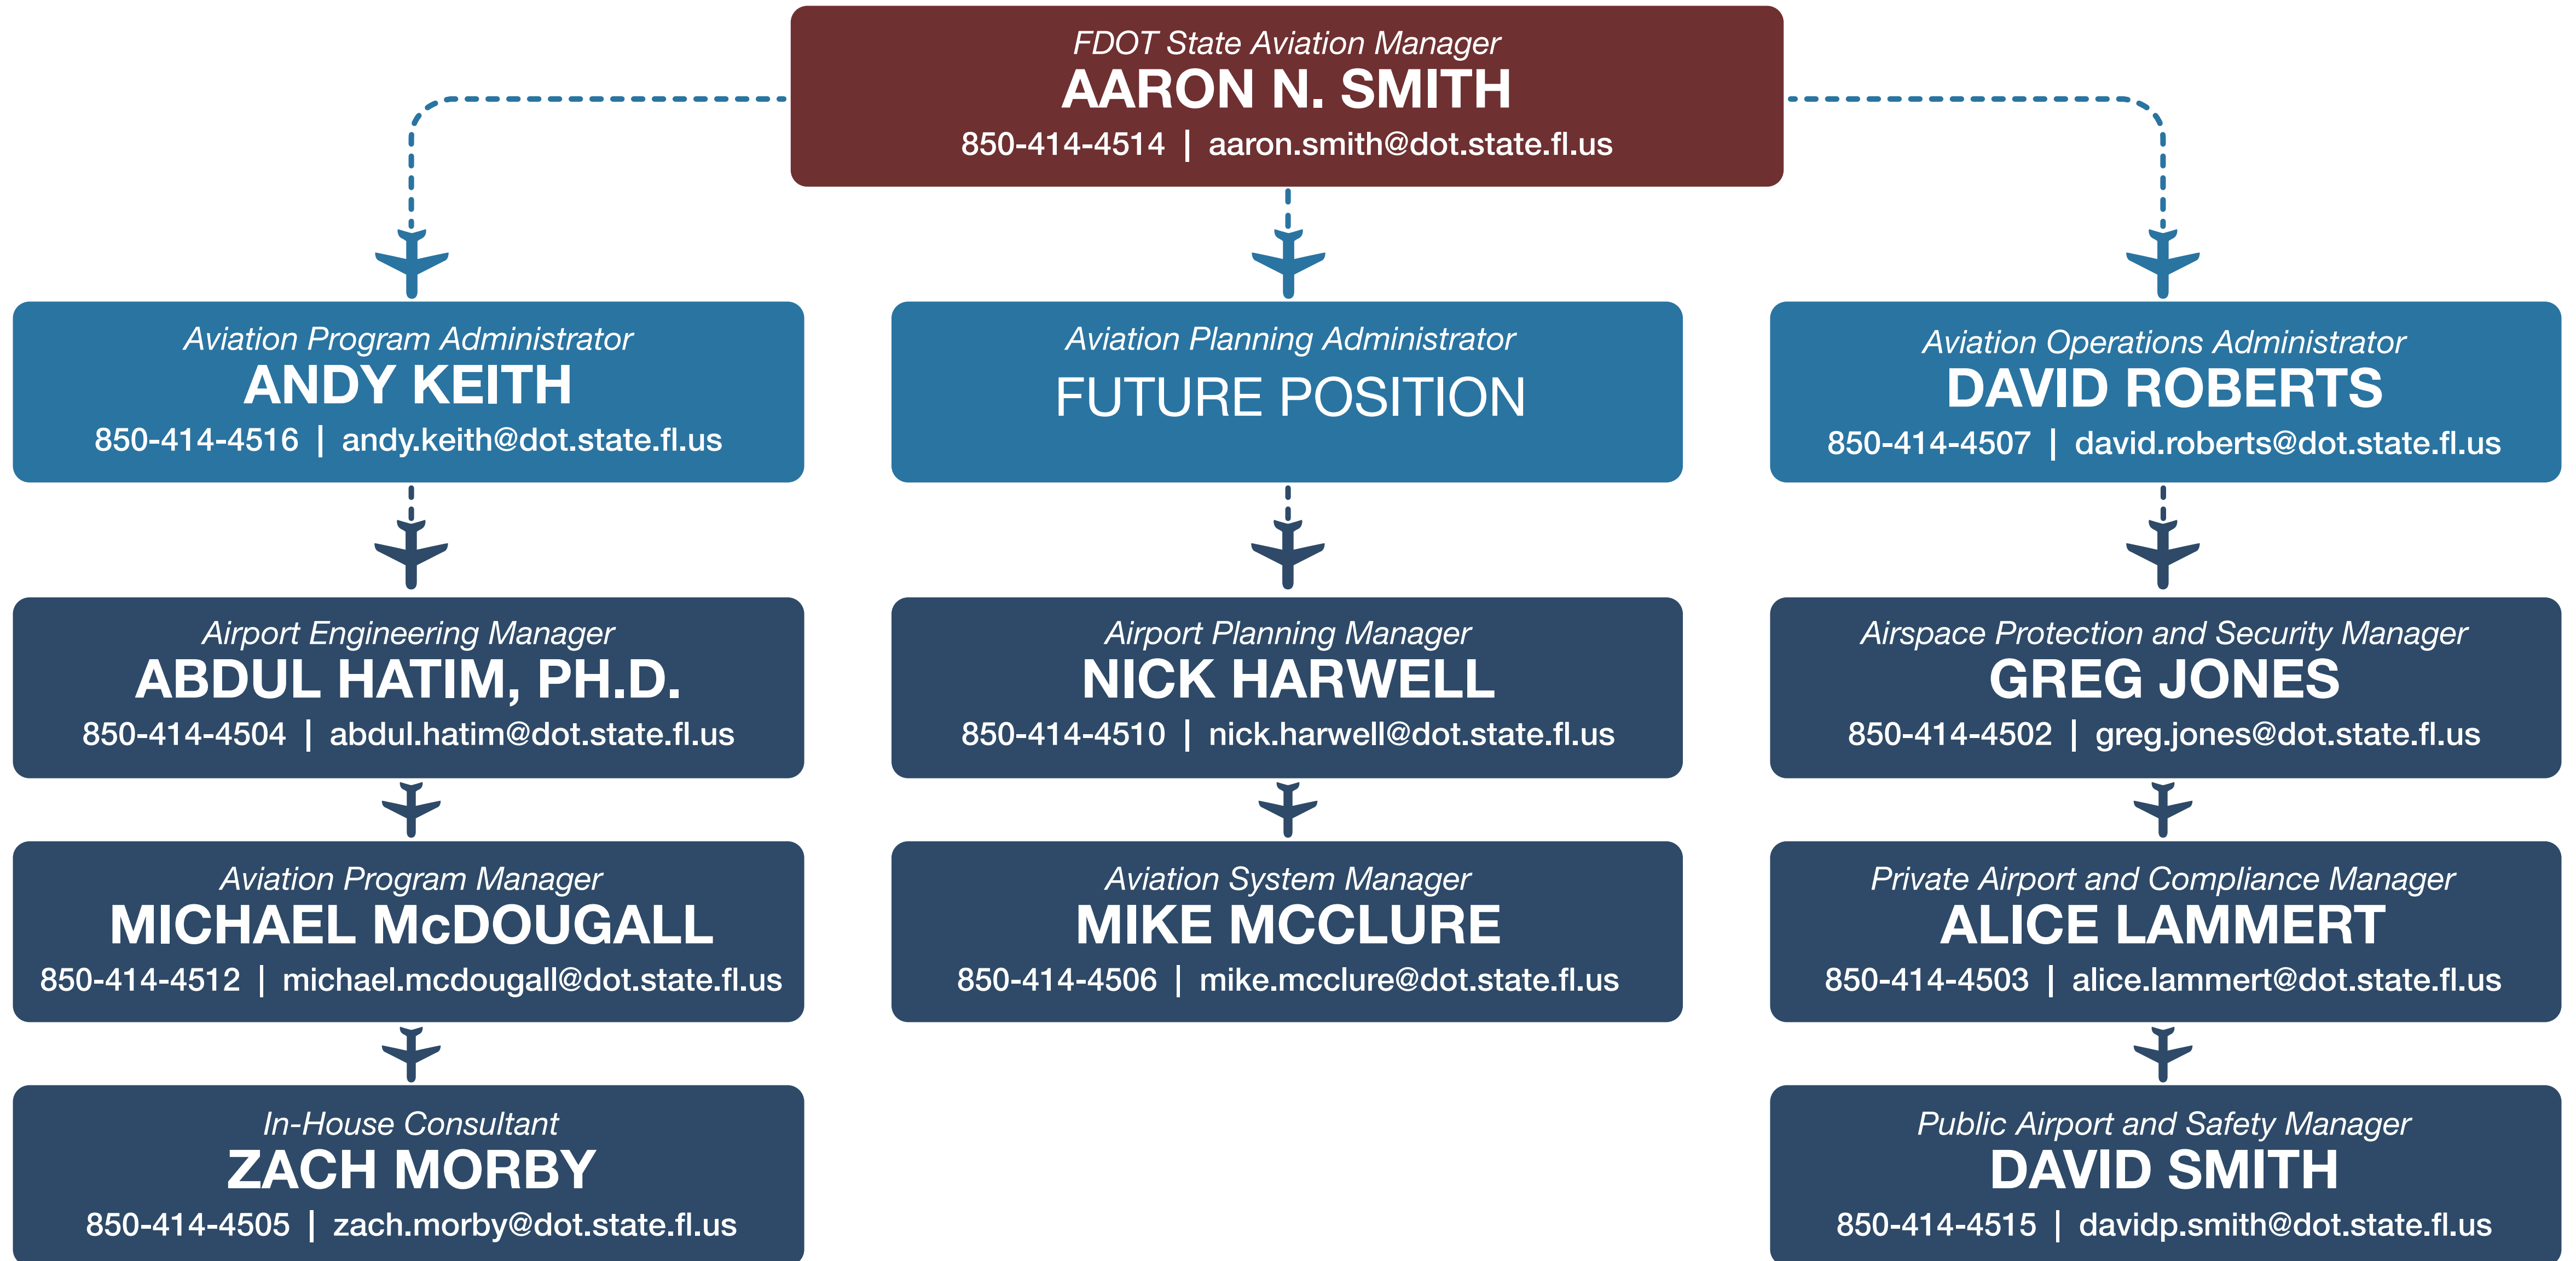 FDOT State Aviation Manager
AARON N. SMITH
850-414-4514 | aaron.smith@dot.state.fl.us
Aviation Program Administrator
ANDY KEITH
850-414-4516 | andy.keith@dot.state.fl.us
Aviation Planning Administrator
FUTURE POSITION
Aviation Operations Administrator
DAVID ROBERTS
850-414-4507 | david.roberts@dot.state.fl.us
Airport Engineering Manager
ABDUL HATIM, PH.D.
850-414-4504 | abdul.hatim@dot.state.fl.us
Airport Planning Manager
NICK HARWELL
850-414-4510 | nick.harwell@dot.state.fl.us
Airspace Protection and Security Manager
GREG JONES
850-414-4502 | greg.jones@dot.state.fl.us
Aviation Program Manager
MICHAEL McDOUGALL
850-414-4512 | michael.mcdougall@dot.state.fl.us
Aviation System Manager
MIKE MCCLURE
850-414-4506 | mike.mcclure@dot.state.fl.us
Private Airport and Compliance Manager
ALICE LAMMERT
850-414-4503 | alice.lammert@dot.state.fl.us
In-House Consultant
ZACH MORBY
850-414-4505 | zach.morby@dot.state.fl.us
Public Airport and Safety Manager
DAVID SMITH
850-414-4515 | davidp.smith@dot.state.fl.us